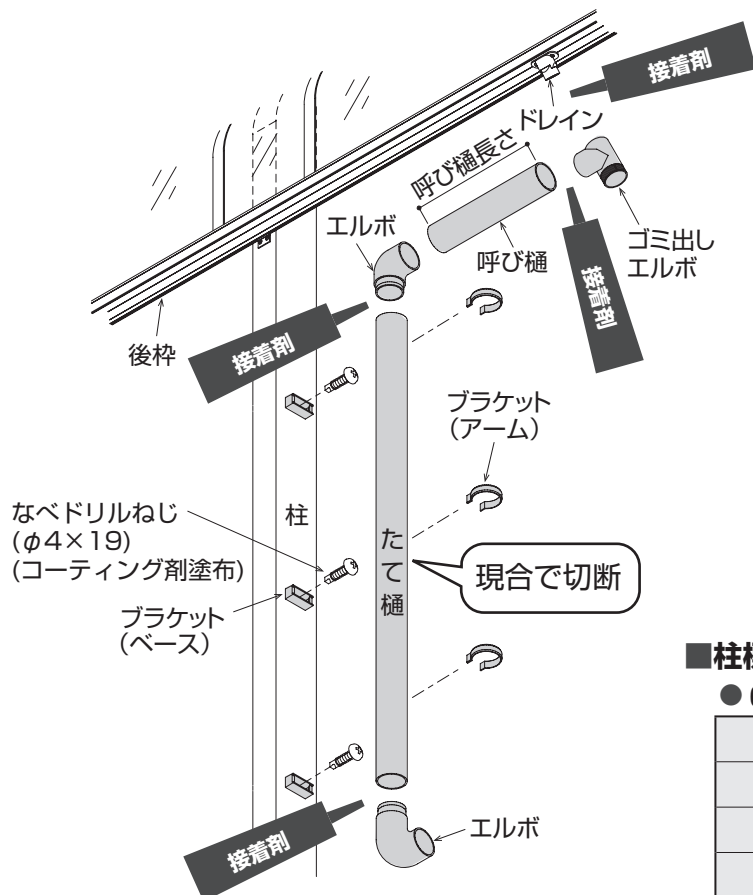 接着剤
ドレイン
呼び樋長さ
エルボ
呼び樋
ゴミ出し
エルボ
接着剤
後枠
接着剤
ブラケット
(アーム)
なべドリルねじ
(φ4×19)
(コーティング剤塗布)
柱
たて樋
現合で切断
ブラケット
(ベース)
■柱
●
エルボ
接着剤